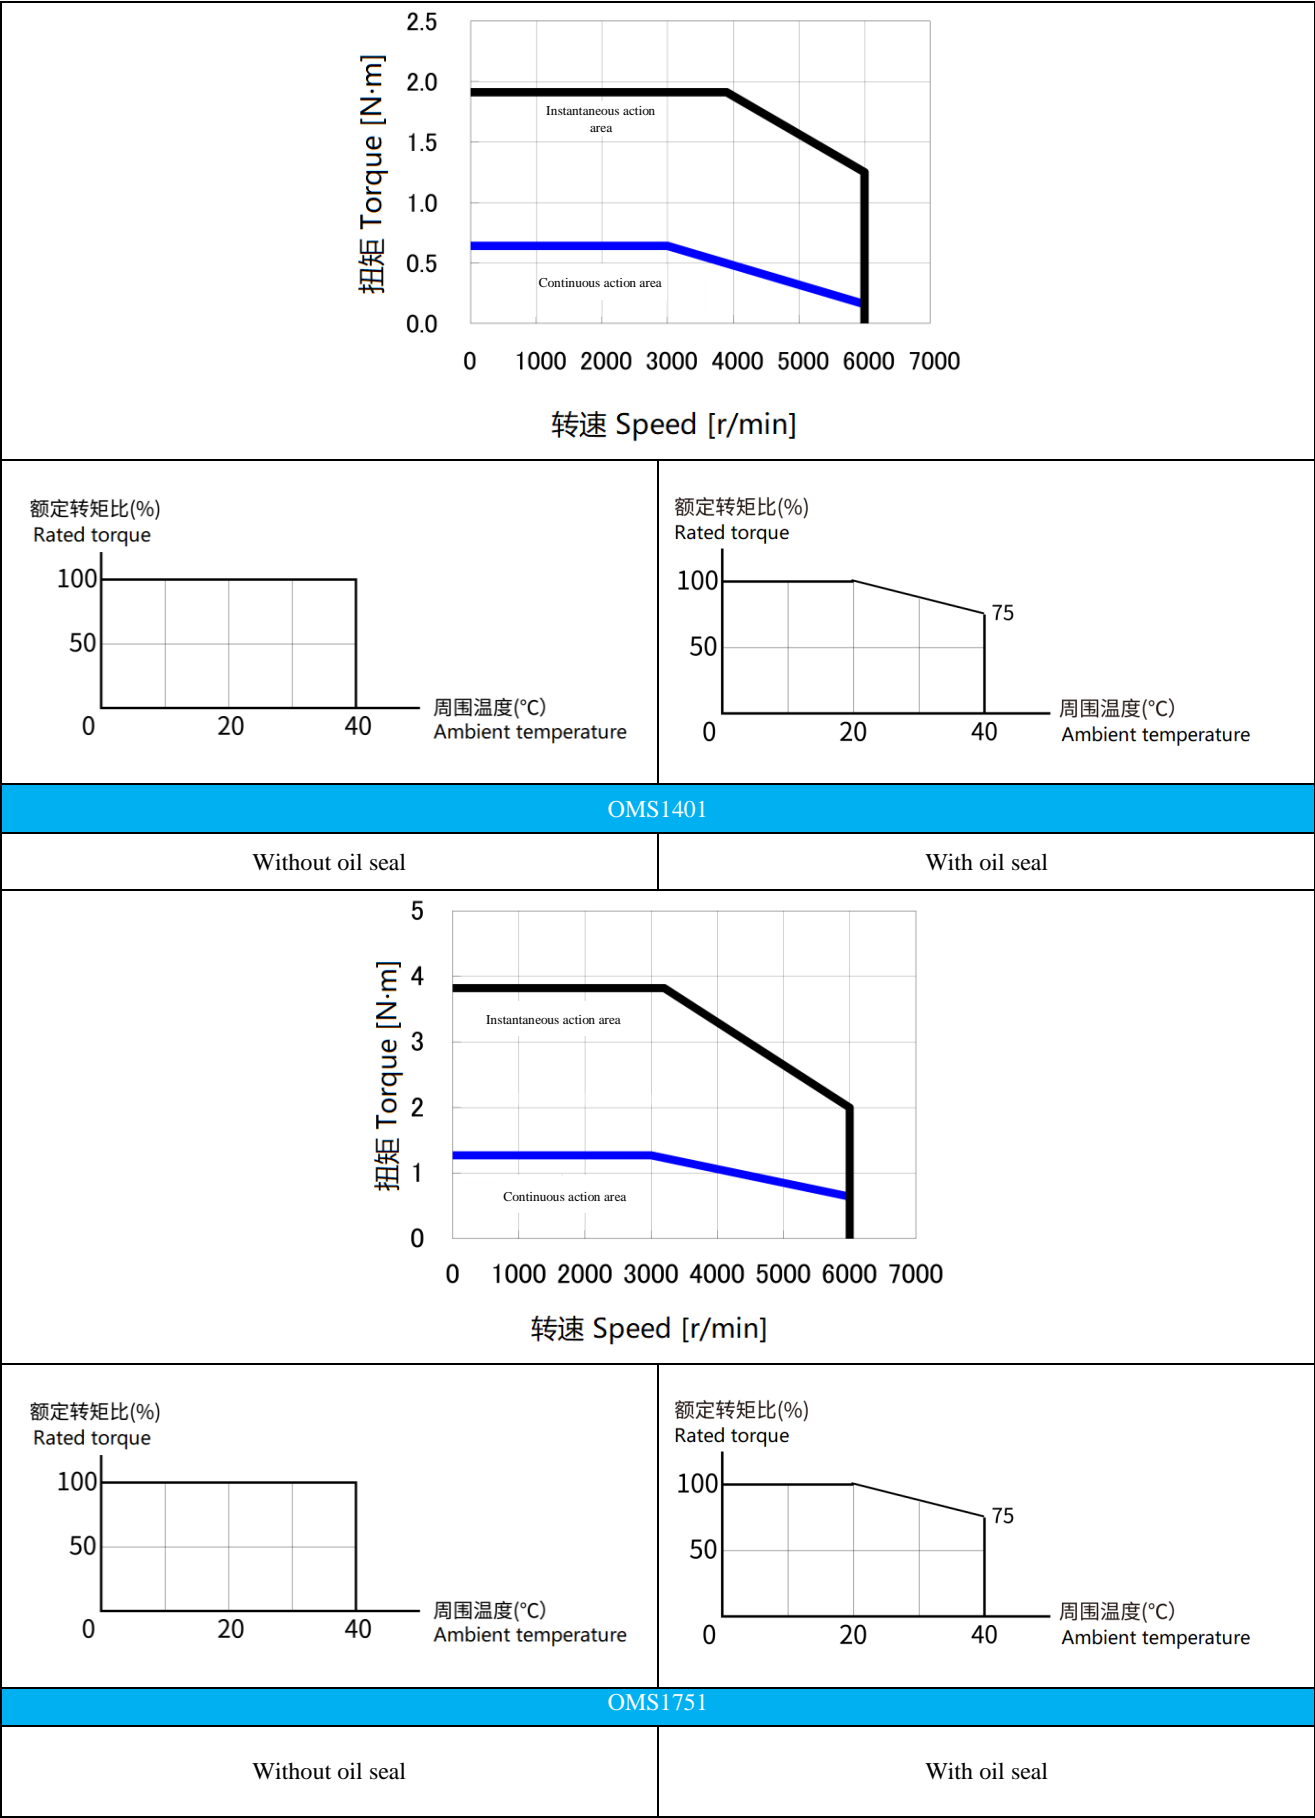 2.5
2.0
1.5
1.0
0.5
0.0
扭矩 Torque [N·m]
Instantaneous action
area
Continuous action area
0 1000 2000 3000 4000 5000 6000 7000
转速 Speed [r/min]
额定转矩比(%)
Rated torque
100
50
0 20 40
周围温度(℃)
Ambient temperature
额定转矩比(%)
Rated torque
100
75
50
0 20 40
周围温度(℃)
Ambient temperature
OMS1401
Without oil seal
With oil seal
5
4
3
2
1
0
扭矩 Torque [N·m]
Instantaneous action area
Continuous action area
0 1000 2000 3000 4000 5000 6000 7000
转速 Speed [r/min]
额定转矩比(%)
Rated torque
100
50
0 20 40
周围温度(℃)
Ambient temperature
额定转矩比(%)
Rated torque
100
75
50
0 20 40
周围温度(℃)
Ambient temperature
OMS1751
Without oil seal
With oil seal